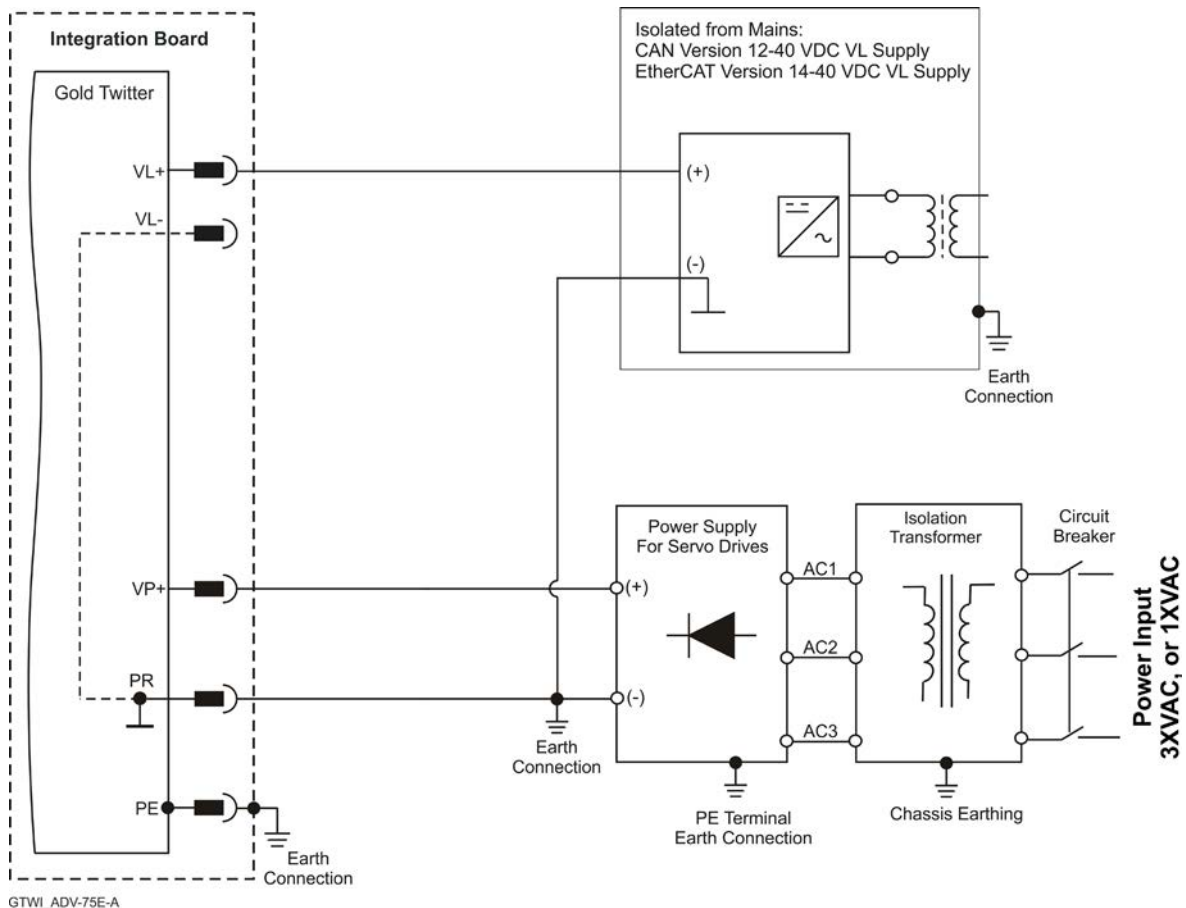 Integration Board
Gold Twitter
VL+
VL-
Isolated from Mains:
CAN Version 12-40 VDC VL Supply
EtherCAT Version 14-40 VDC VL Supply
(+)
(-)
Earth
Connection
VP+
PR
PE
Power Supply
For Servo Drives
(+)
(-)
AC1
AC2
AC3
Isolation
Transformer
Circuit
Breaker
Power Input
3XVAC, or 1XVAC
Earth
Connection
PE Terminal
Earth Connection
Chassis Earthing
Earth
Connection
GTWI_ADV-75E-A